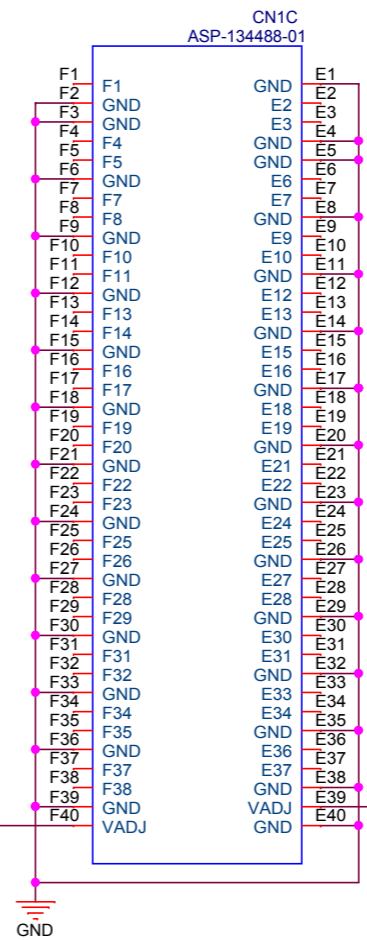 CN1C
ASP-134488-01
F1 F1 GND E1
F2 GND E2 E2
F3 GND E3 E3
F4 F4 GND E4
F5 F5 GND E5
F6 GND E6 E6
F7 F7 E7 E7
F8 F8 GND E8
F9 GND E9 E9
F10 F10 E10 E10
F11 F11 GND E11
F12 GND E12 E12
F13 F13 E13 E13
F14 F14 GND E14
F15 GND E15 E15
F16 F16 E16 E16
F17 F17 GND E17
F18 GND E18 E18
F19 F19 E19 E19
F20 F20 GND E20
F21 GND E21 E21
F22 F22 E22 E22
F23 F23 GND E23
F24 GND E24 E24
F25 F25 E25 E25
F26 F26 GND E26
F27 GND E27 E27
F28 F28 E28 E28
F29 F29 GND E29
F30 GND E30 E30
F31 F31 E31 E31
F32 F32 GND E32
F33 GND E33 E33
F34 F34 E34 E34
F35 F35 GND E35
F36 GND E36 E36
F37 F37 E37 E37
F38 F38 GND E38
F39 GND VADJ E39
F40 VADJ GND E40
GND